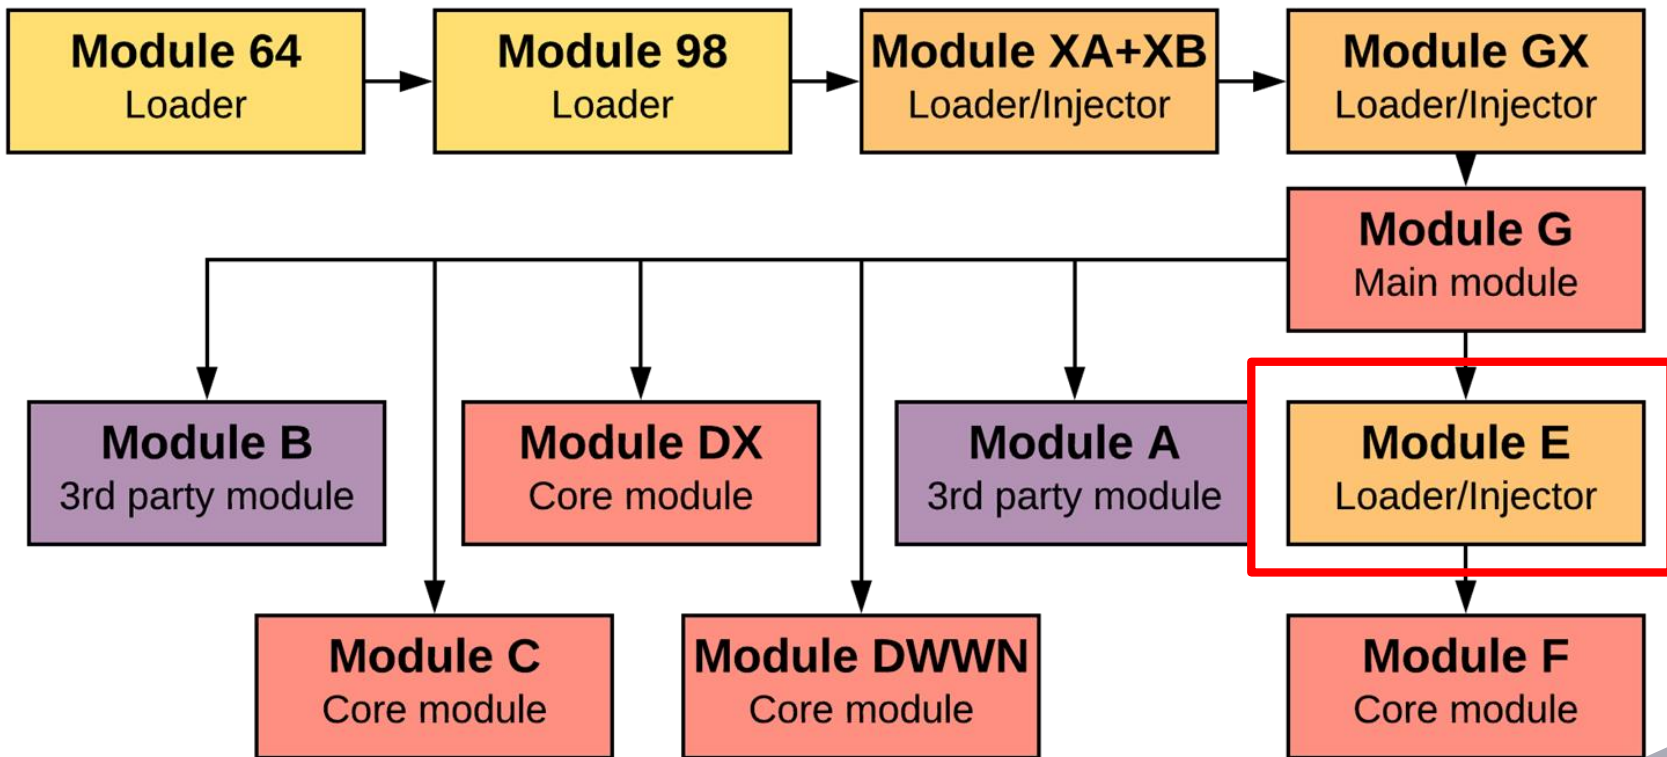 Module 64
Loader
Module 98
Loader
Module XA+XB
Loader/Injector
Module GX
Loader/Injector
Module G
Main module
Module B
3rd party module
Module DX
Core module
Module A
3rd party module
Module E
Loader/Injector
Module C
Core module
Module DWWN
Core module
Module F
Core module